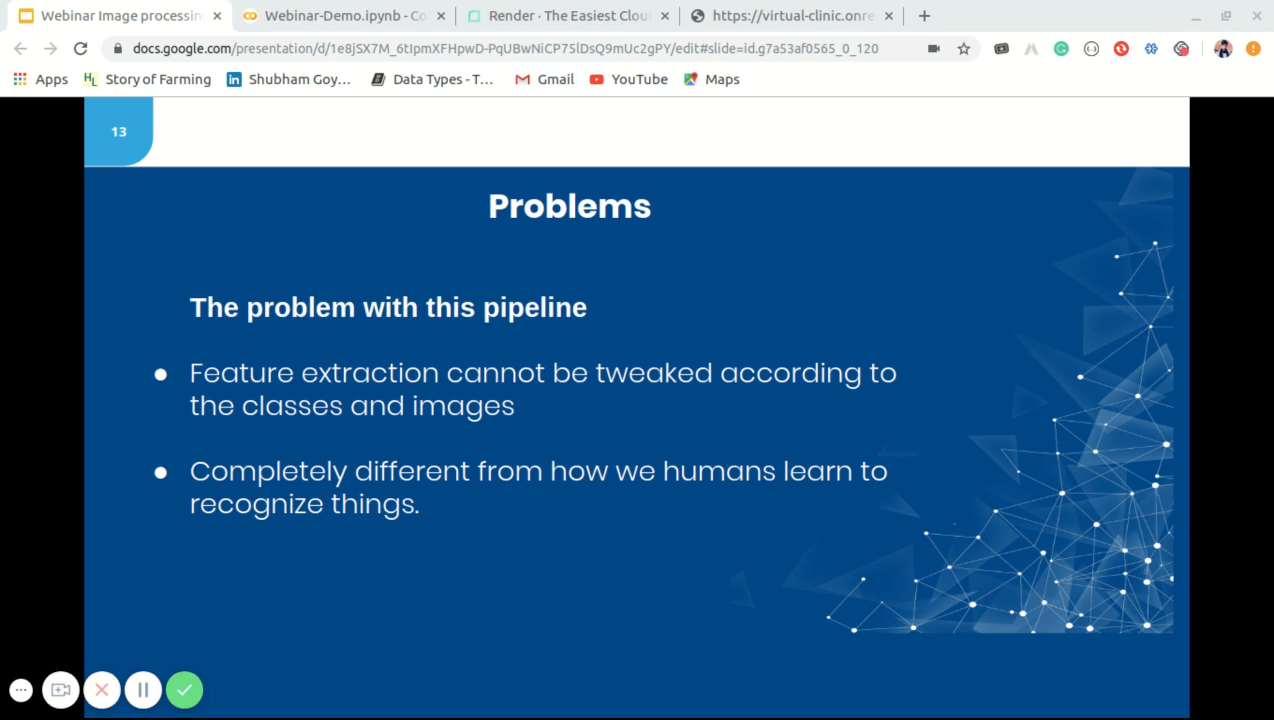 Webinar Image processin
Webinar-Demo.ipynb - Co
Render · The Easiest Clou
https://virtual-clinic.onre
docs.google.com/presentation/d/1e8jSX7M_6tIpmXFHpwD-PqUBwNiCP75lDsQ9mUc2gPY/edit#slide=id.g7a53af0565_0_120
Apps
HL Story of Farming
in Shubham Goy...
Data Types - T...
Gmail
YouTube
Maps
13
Problems
The problem with this pipeline
● Feature extraction cannot be tweaked according to
the classes and images
● Completely different from how we humans learn to
recognize things.